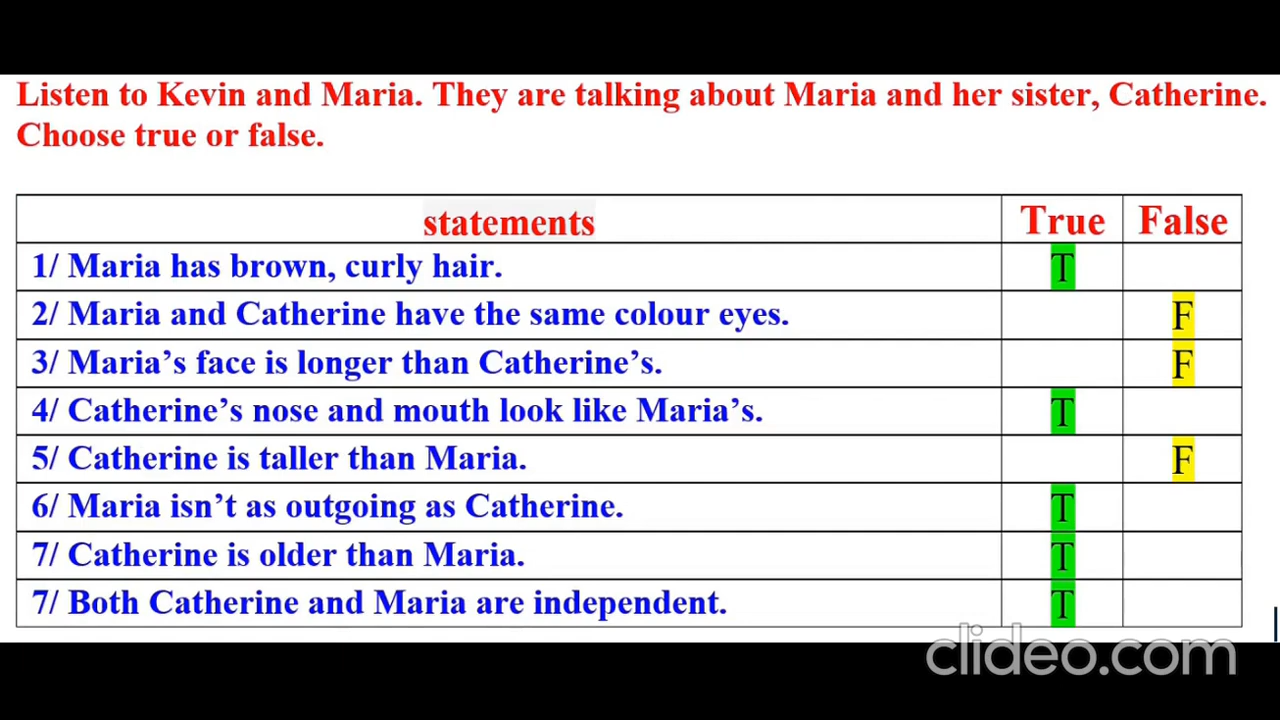 Listen to Kevin and Maria. They are talking about Maria and her sister, Catherine.
Choose true or false.
statements True False
1/ Maria has brown, curly hair. T
2/ Maria and Catherine have the same colour eyes. F
3/ Maria’s face is longer than Catherine’s. F
4/ Catherine’s nose and mouth look like Maria’s. T
5/ Catherine is taller than Maria. F
6/ Maria isn’t as outgoing as Catherine. T
7/ Catherine is older than Maria. T
7/ Both Catherine and Maria are independent. T
clideo.com